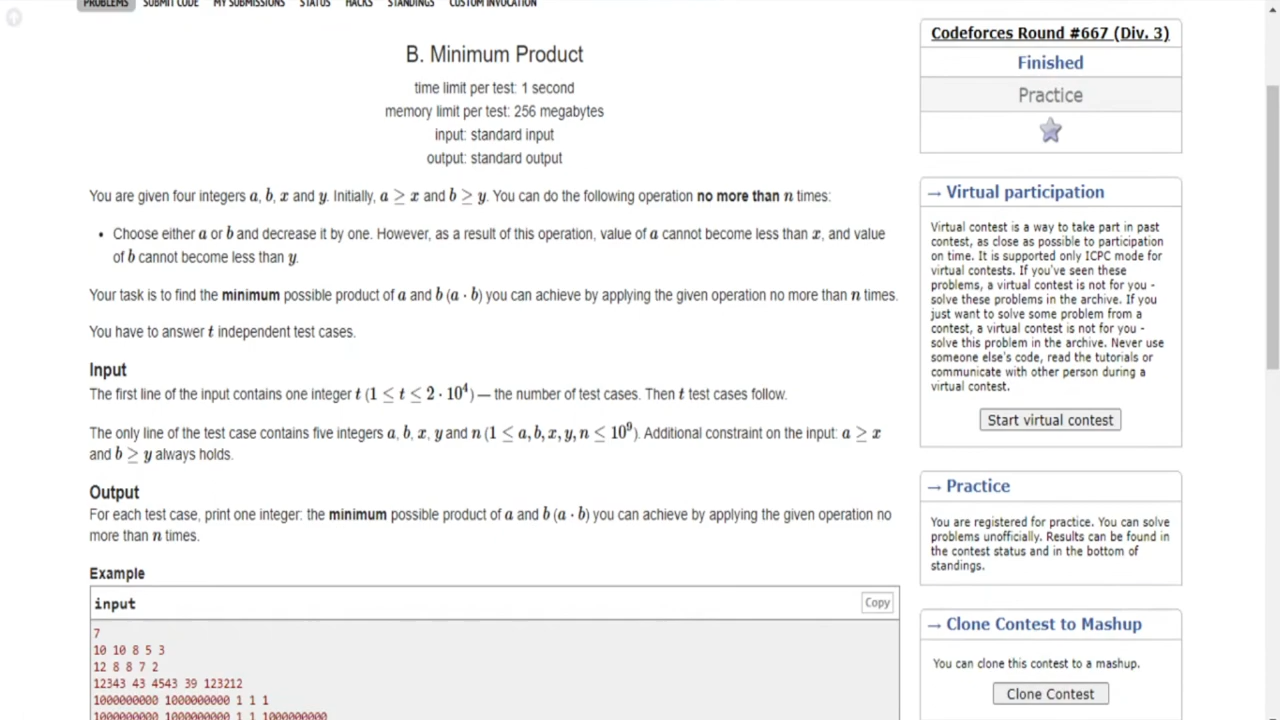 PROBLEMS SUBMIT CODE MY SUBMISSIONS STATUS HACKS STANDINGS CUSTOM INVOCATION
B. Minimum Product
time limit per test: 1 second
memory limit per test: 256 megabytes
input: standard input
output: standard output
You are given four integers a, b, x and y. Initially, a ≥ x and b ≥ y. You can do the following operation no more than n times:
• Choose either a or b and decrease it by one. However, as a result of this operation, value of a cannot become less than x, and value
of b cannot become less than y.
Your task is to find the minimum possible product of a and b (a · b) you can achieve by applying the given operation no more than n times.
You have to answer t independent test cases.
Input
The first line of the input contains one integer t (1 ≤ t ≤ 2 · 10⁴) — the number of test cases. Then t test cases follow.
The only line of the test case contains five integers a, b, x, y and n (1 ≤ a, b, x, y, n ≤ 10⁹). Additional constraint on the input: a ≥ x
and b ≥ y always holds.
Output
For each test case, print one integer: the minimum possible product of a and b (a · b) you can achieve by applying the given operation no
more than n times.
Example
input
Copy
7
10 10 8 5 3
12 8 8 7 2
12343 43 4543 39 123212
1000000000 1000000000 1 1 1
1000000000 1000000000 1 1 1000000000
Codeforces Round #667 (Div. 3)
Finished
Practice
→ Virtual participation
Virtual contest is a way to take part in past
contest, as close as possible to participation
on time. It is supported only ICPC mode for
virtual contests. If you've seen these
problems, a virtual contest is not for you -
solve these problems in the archive. If you
just want to solve some problem from a
contest, a virtual contest is not for you -
solve this problem in the archive. Never use
someone else's code, read the tutorials or
communicate with other person during a
virtual contest.
Start virtual contest
→ Practice
You are registered for practice. You can solve
problems unofficially. Results can be found in
the contest status and in the bottom of
standings.
→ Clone Contest to Mashup
You can clone this contest to a mashup.
Clone Contest